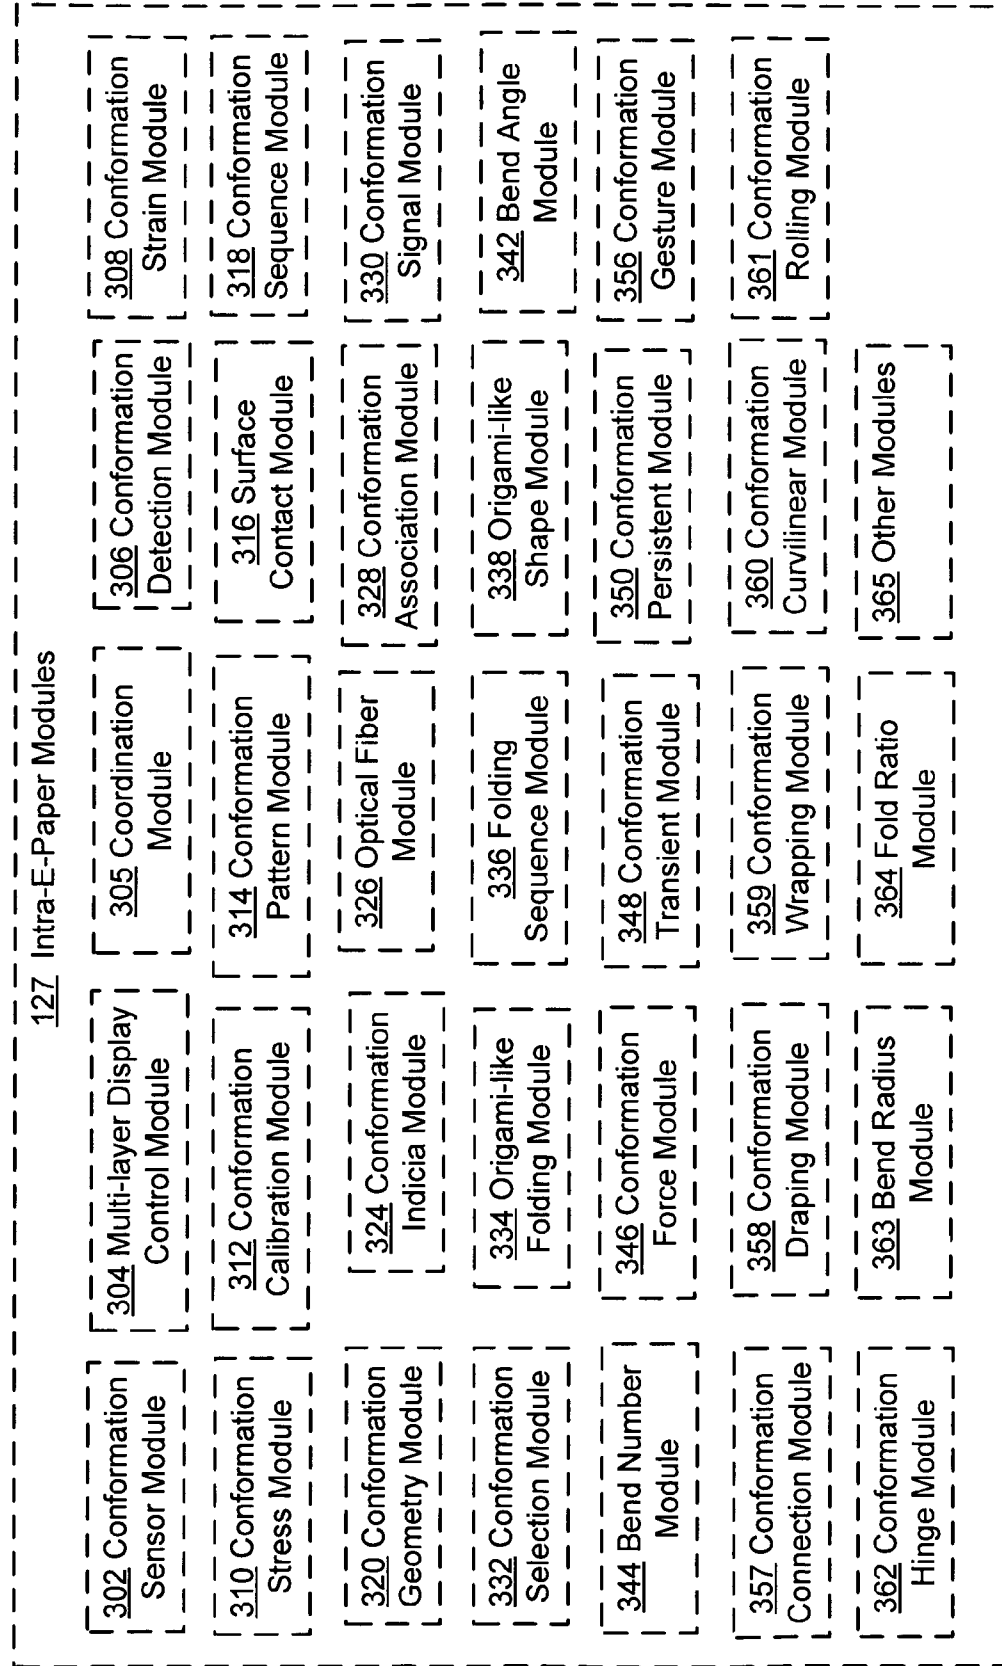 127 Intra-E-Paper Modules
302 Conformation
Sensor Module
304 Multi-layer Display
Control Module
305 Coordination
Module
306 Conformation
Detection Module
308 Conformation
Strain Module
310 Conformation
Stress Module
312 Conformation
Calibration Module
314 Conformation
Pattern Module
316 Surface
Contact Module
318 Conformation
Sequence Module
320 Conformation
Geometry Module
324 Conformation
Indicia Module
326 Optical Fiber
Module
328 Conformation
Association Module
330 Conformation
Signal Module
332 Conformation
Selection Module
334 Origami-like
Folding Module
336 Folding
Sequence Module
338 Origami-like
Shape Module
342 Bend Angle
Module
344 Bend Number
Module
346 Conformation
Force Module
348 Conformation
Transient Module
350 Conformation
Persistent Module
356 Conformation
Gesture Module
357 Conformation
Connection Module
358 Conformation
Draping Module
359 Conformation
Wrapping Module
360 Conformation
Curvilinear Module
361 Conformation
Rolling Module
362 Conformation
Hinge Module
363 Bend Radius
Module
364 Fold Ratio
Module
365 Other Modules